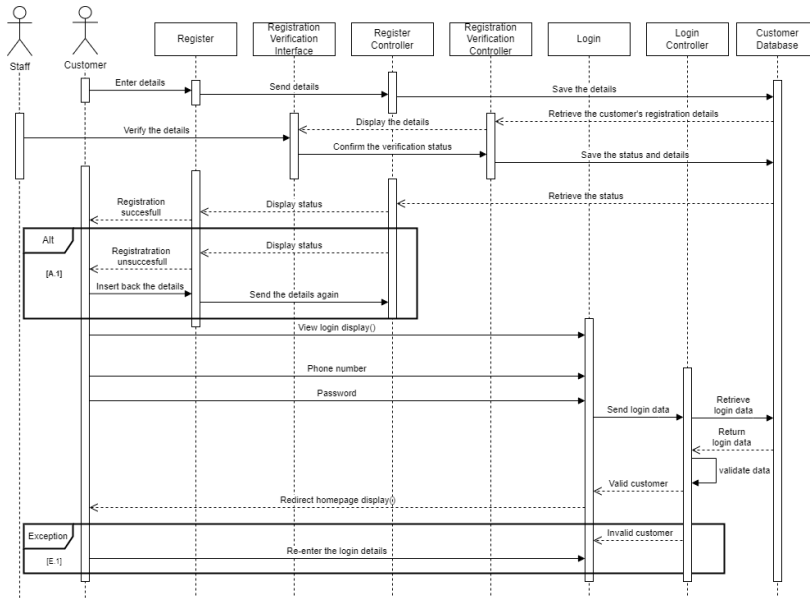 Staff
Customer
Register
Registration
Verification
Interface
Register
Controller
Registration
Verification
Controller
Login
Login
Controller
Customer
Database
Enter details
Send details
Save the details
Retrieve the customer's registration details
Display the details
Verify the details
Confirm the verification status
Save the status and details
Retrieve the status
Display status
Registration
succesfull
Alt
[A.1]
Display status
Registratration
unsuccesfull
Insert back the details
Send the details again
View login display()
Phone number
Password
Send login data
Retrieve
login data
Return
login data
validate data
Valid customer
Redirect homepage display()
Exception
[E.1]
Invalid customer
Re-enter the login details